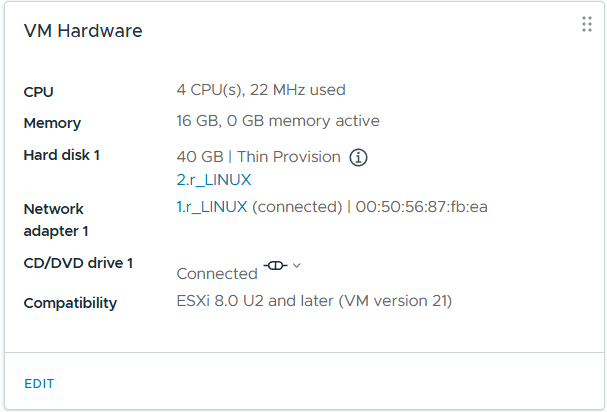 VM Hardware
CPU 4 CPU(s), 22 MHz used
Memory 16 GB, 0 GB memory active
Hard disk 1 40 GB | Thin Provision
2.r_LINUX
Network adapter 1 1.r_LINUX (connected) | 00:50:56:87:fb:ea
CD/DVD drive 1 Connected
Compatibility ESXi 8.0 U2 and later (VM version 21)
EDIT